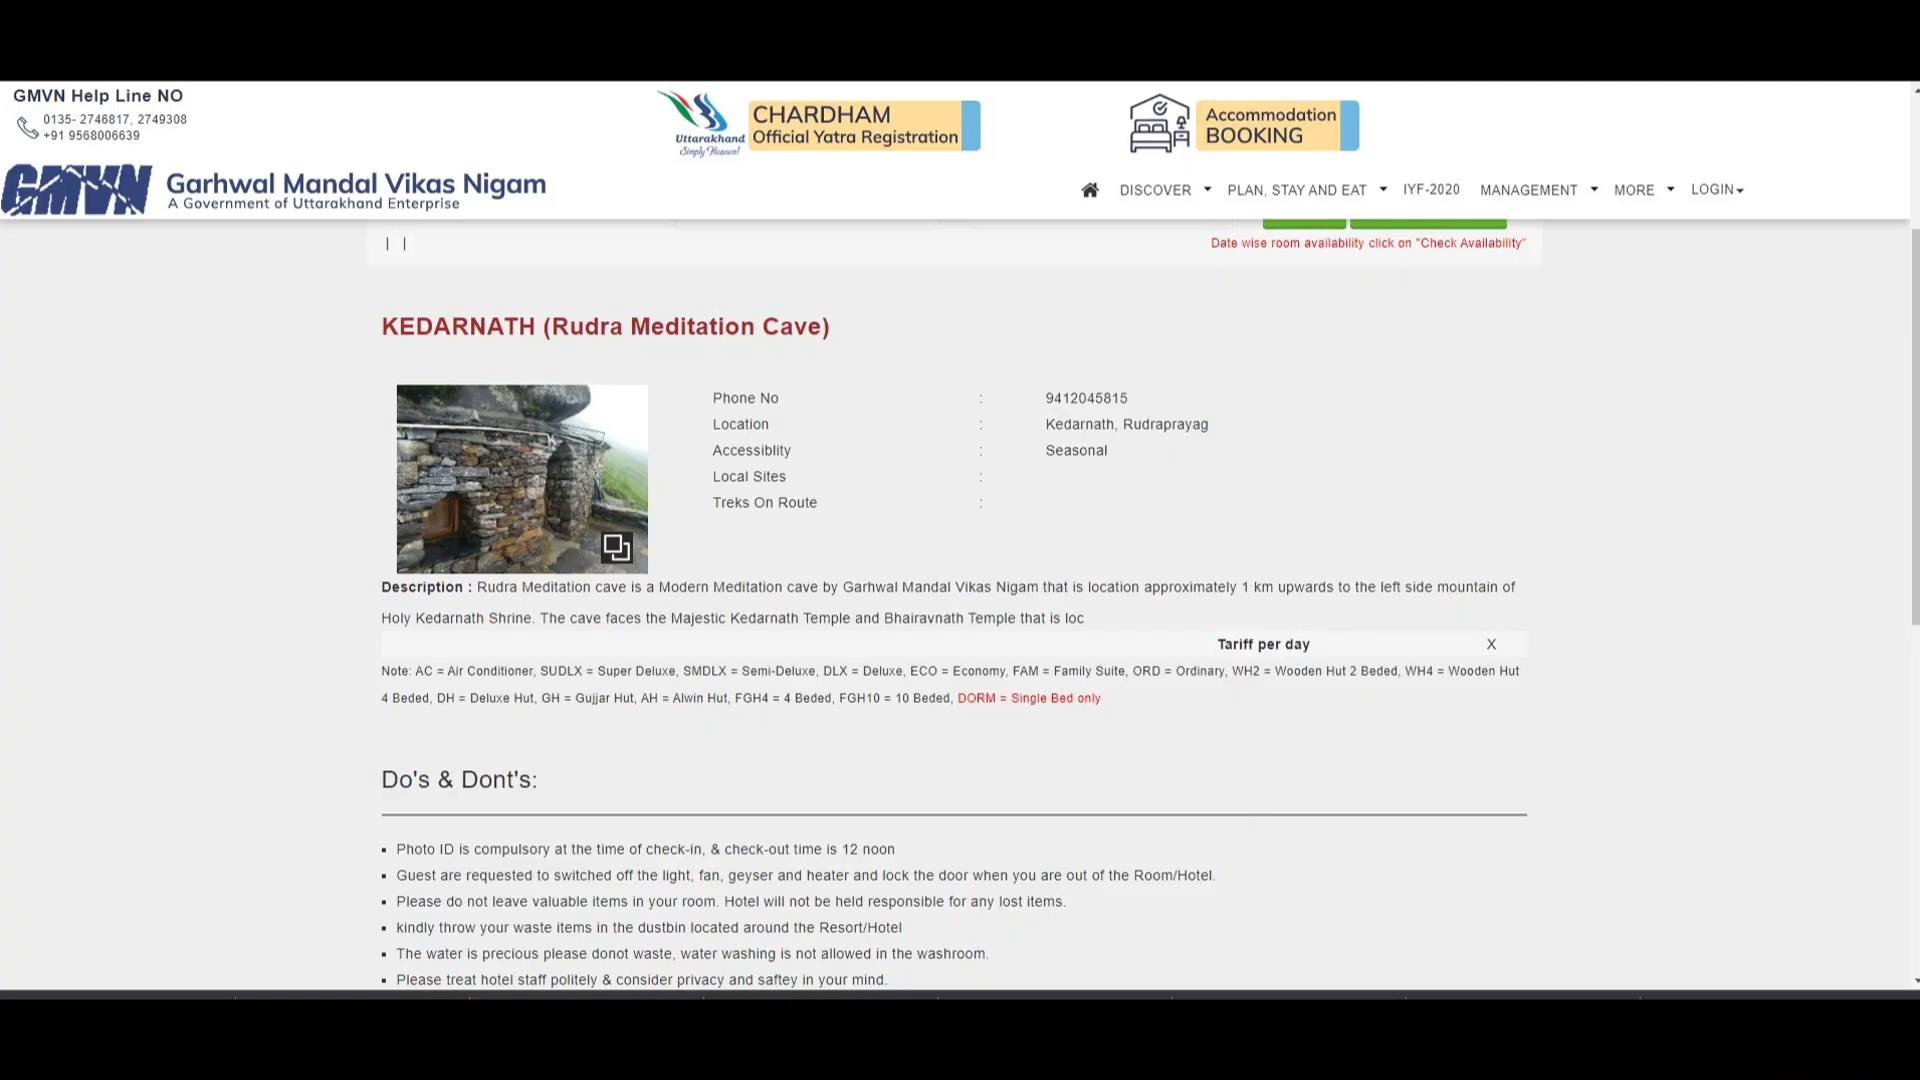 GMVN Help Line NO
0135- 2746817, 2749308
+91 9568006639
Uttarakhand
Simply Heaven!
CHARDHAM
Official Yatra Registration
Accommodation
BOOKING
GMVN
Garhwal Mandal Vikas Nigam
A Government of Uttarakhand Enterprise
DISCOVER PLAN, STAY AND EAT IYF-2020 MANAGEMENT MORE LOGIN
| |
Date wise room availability click on "Check Availability"
KEDARNATH (Rudra Meditation Cave)
Phone No : 9412045815
Location : Kedarnath, Rudraprayag
Accessiblity : Seasonal
Local Sites :
Treks On Route :
Description : Rudra Meditation cave is a Modern Meditation cave by Garhwal Mandal Vikas Nigam that is location approximately 1 km upwards to the left side mountain of
Holy Kedarnath Shrine. The cave faces the Majestic Kedarnath Temple and Bhairavnath Temple that is loc
Tariff per day X
Note: AC = Air Conditioner, SUDLX = Super Deluxe, SMDLX = Semi-Deluxe, DLX = Deluxe, ECO = Economy, FAM = Family Suite, ORD = Ordinary, WH2 = Wooden Hut 2 Beded, WH4 = Wooden Hut
4 Beded, DH = Deluxe Hut, GH = Gujjar Hut, AH = Alwin Hut, FGH4 = 4 Beded, FGH10 = 10 Beded, DORM = Single Bed only
Do's & Dont's:
▪ Photo ID is compulsory at the time of check-in, & check-out time is 12 noon
▪ Guest are requested to switched off the light, fan, geyser and heater and lock the door when you are out of the Room/Hotel.
▪ Please do not leave valuable items in your room. Hotel will not be held responsible for any lost items.
▪ kindly throw your waste items in the dustbin located around the Resort/Hotel
▪ The water is precious please donot waste, water washing is not allowed in the washroom.
▪ Please treat hotel staff politely & consider privacy and saftey in your mind.